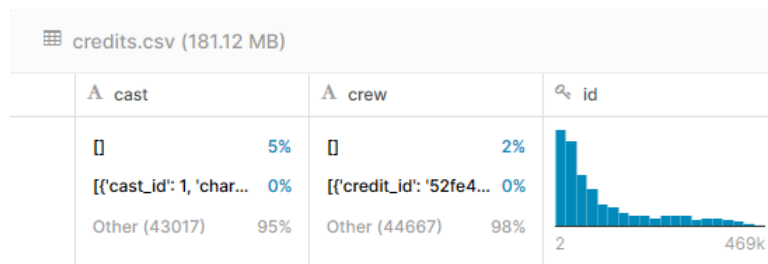 credits.csv (181.12 MB)
cast crew id
[] 5% [] 2%
[{'cast_id': 1, 'char... 0% [{'credit_id': '52fe4... 0%
Other (43017) 95% Other (44667) 98%
2 469k